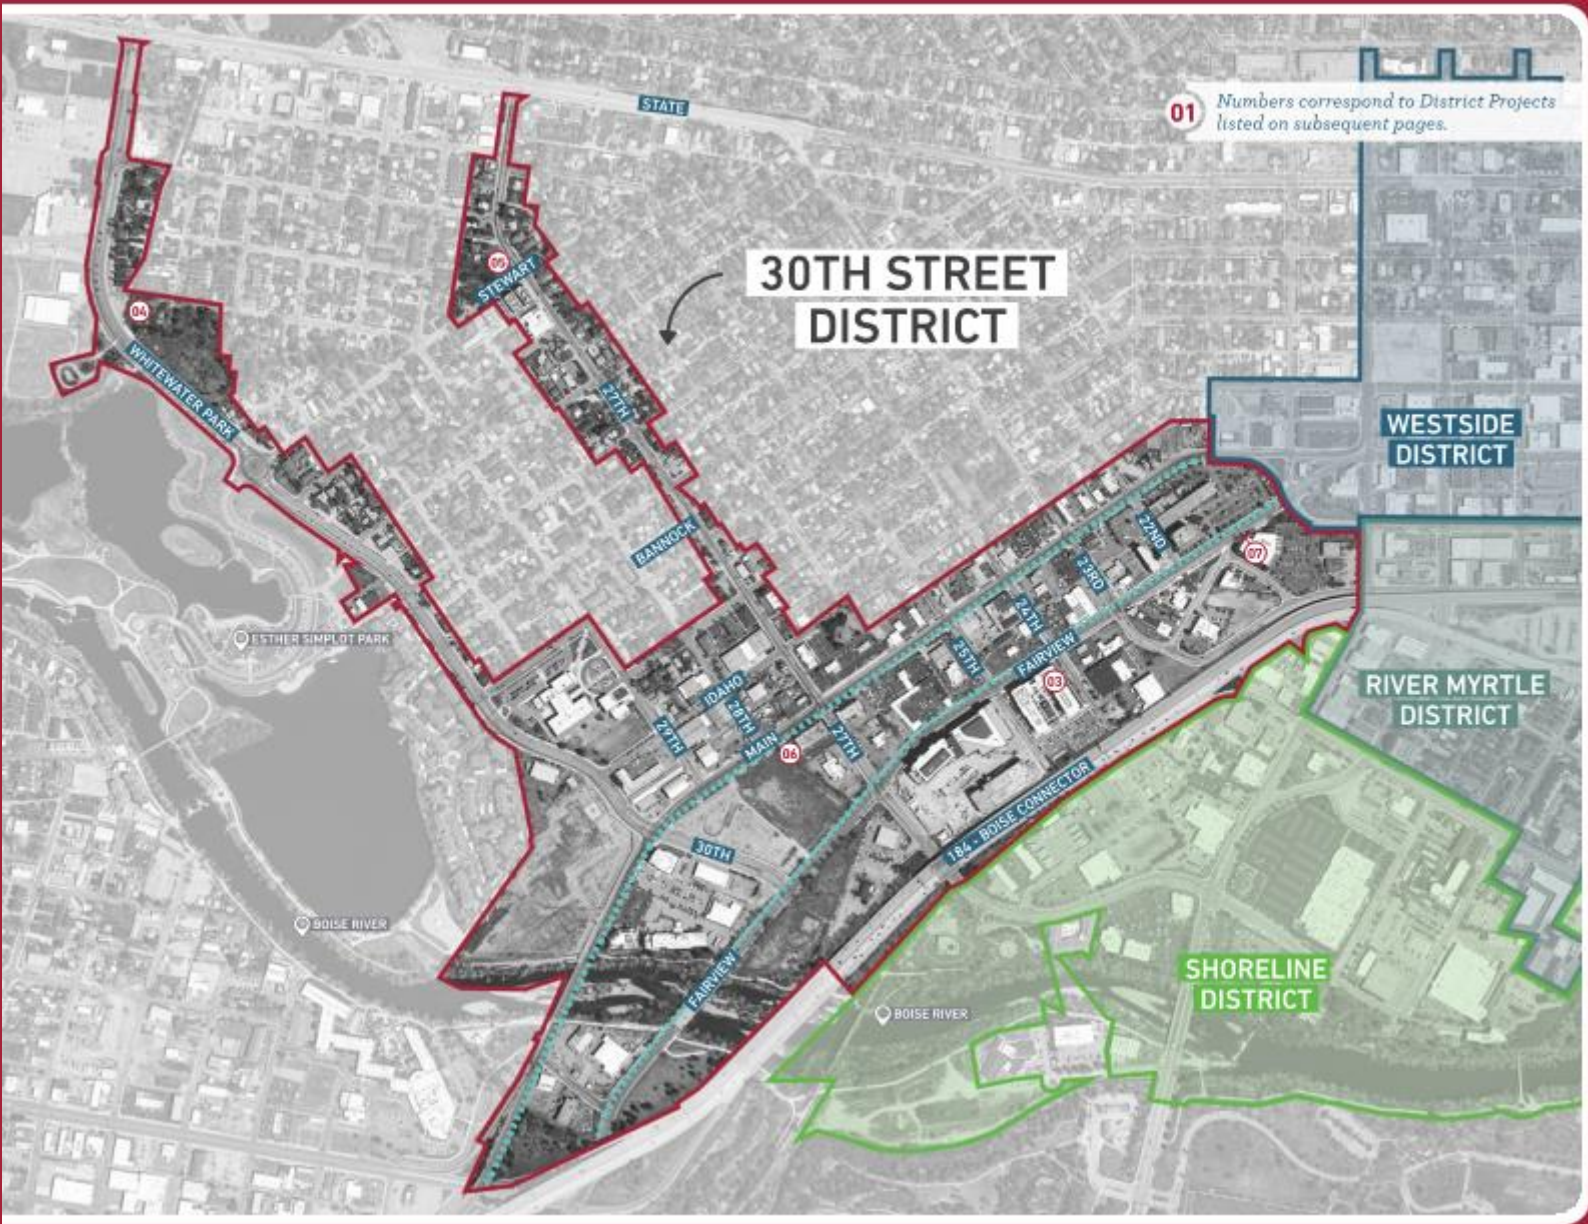 STATE
01
Numbers correspond to District Projects
listed on subsequent pages.
05
STEWART
30TH STREET
DISTRICT
04
WHITEWATER PARK
27TH
WESTSIDE
DISTRICT
BANNOCK
22ND
07
23RD
24TH
ESTHER SIMPLOT PARK
25TH
FAIRVIEW
03
IDAHO
28TH
29TH
MAIN
06
27TH
RIVER MYRTLE
DISTRICT
184 - BOISE CONNECTOR
30TH
BOISE RIVER
FAIRVIEW
SHORELINE
DISTRICT
BOISE RIVER